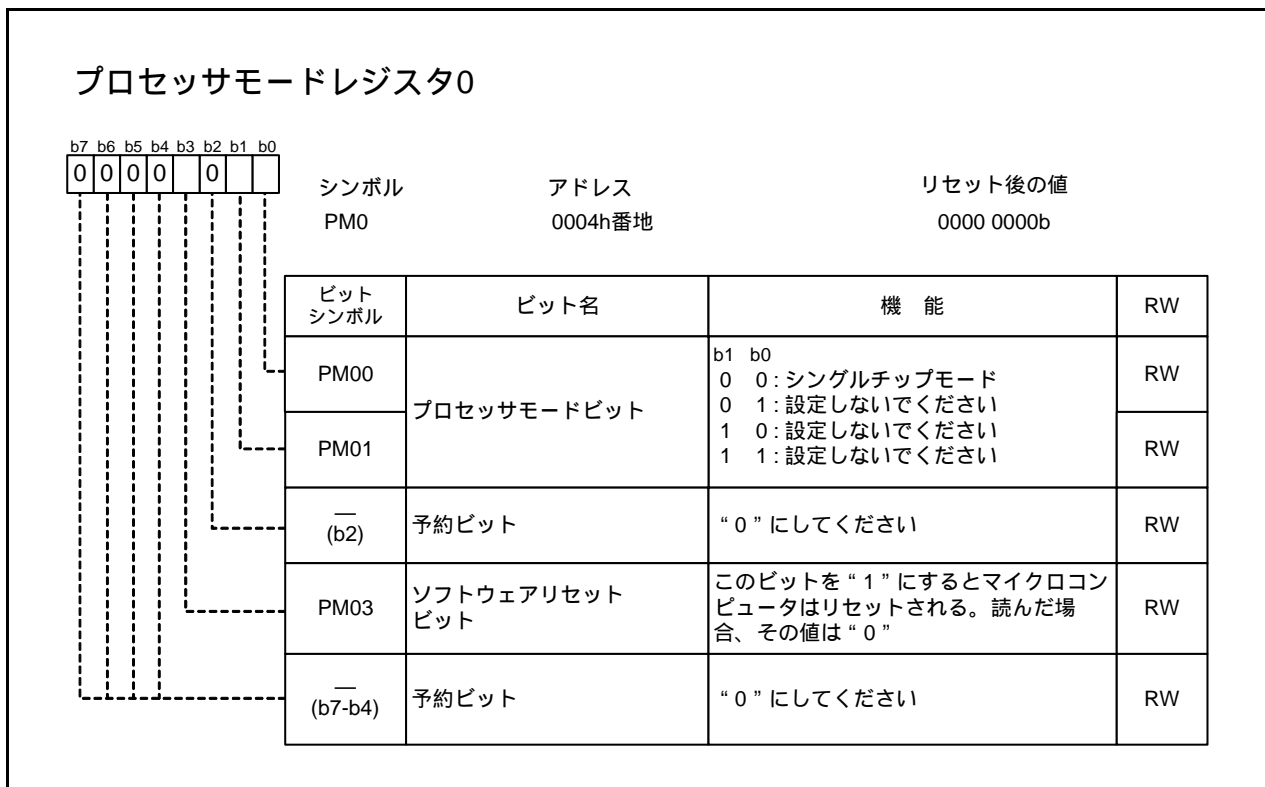 プロセッサモードレジスタ0
b7 b6 b5 b4 b3 b2 b1 b0
0 0 0 0 0
シンボル アドレス リセット後の値
PM0 0004h番地 0000 0000b
ビット
シンボル
ビット名
機 能
RW
PM00
プロセッサモードビット
b1 b0
0 0 : シングルチップモード
0 1 : 設定しないでください
1 0 : 設定しないでください
1 1 : 設定しないでください
RW
PM01
RW
—
(b2)
予約ビット
“ 0 ” にしてください
RW
PM03
ソフトウェアリセット
ビット
このビットを “ 1 ” にするとマイクロコン
ピュータはリセットされる。読んだ場
合、その値は “ 0 ”
RW
—
(b7-b4)
予約ビット
“ 0 ” にしてください
RW